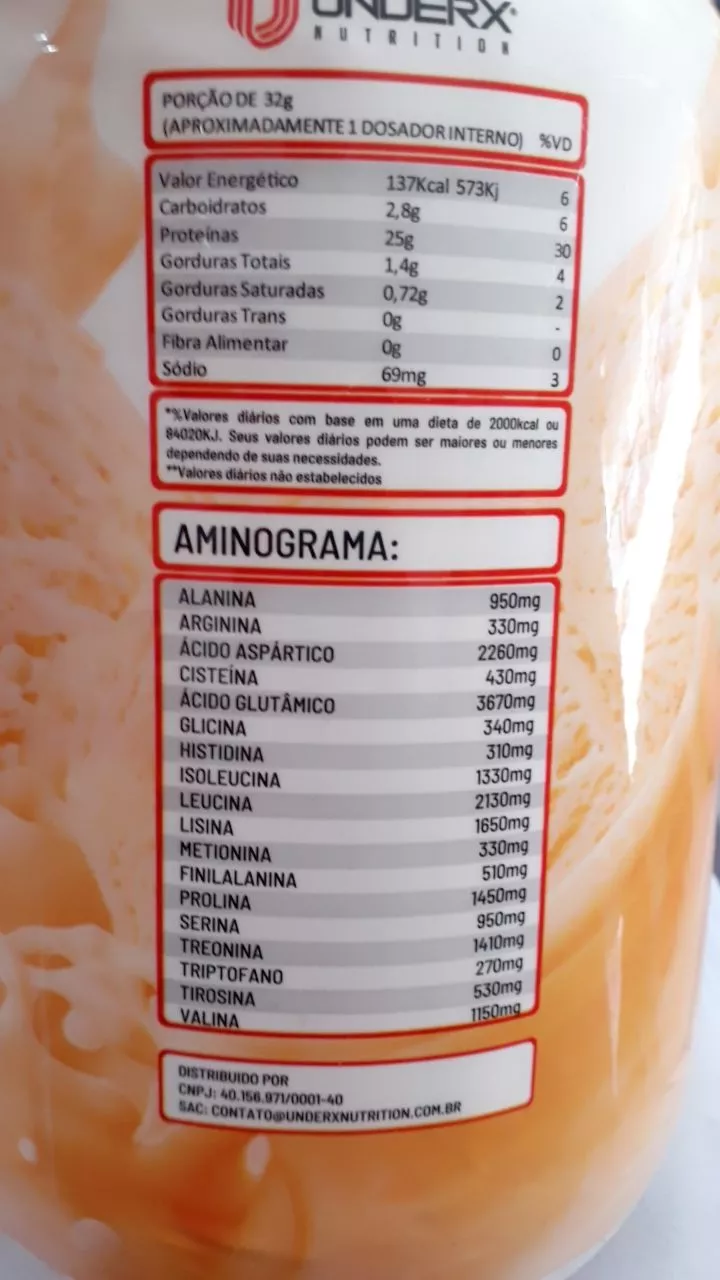 UNDERX
NUTRITION
PORÇÃO DE 32g
(APROXIMADAMENTE 1 DOSADOR INTERNO) %VD
Valor Energético 137Kcal 573Kj 6
Carboidratos 2,8g 6
Proteínas 25g 30
Gorduras Totais 1,4g 4
Gorduras Saturadas 0,72g 2
Gorduras Trans 0g -
Fibra Alimentar 0g 0
Sódio 69mg 3
*%Valores diários com base em uma dieta de 2000kcal ou
84020KJ. Seus valores diários podem ser maiores ou menores
dependendo de suas necessidades.
**Valores diários não estabelecidos
AMINOGRAMA:
ALANINA 950mg
ARGININA 330mg
ÁCIDO ASPÁRTICO 2260mg
CISTEÍNA 430mg
ÁCIDO GLUTÂMICO 3670mg
GLICINA 340mg
HISTIDINA 310mg
ISOLEUCINA 1330mg
LEUCINA 2130mg
LISINA 1650mg
METIONINA 330mg
FINILALANINA 510mg
PROLINA 1450mg
SERINA 950mg
TREONINA 1410mg
TRIPTOFANO 270mg
TIROSINA 530mg
VALINA 1150mg
DISTRIBUIDO POR
CNPJ: 40.156.971/0001-40
SAC: CONTATO@UNDERXNUTRITION.COM.BR